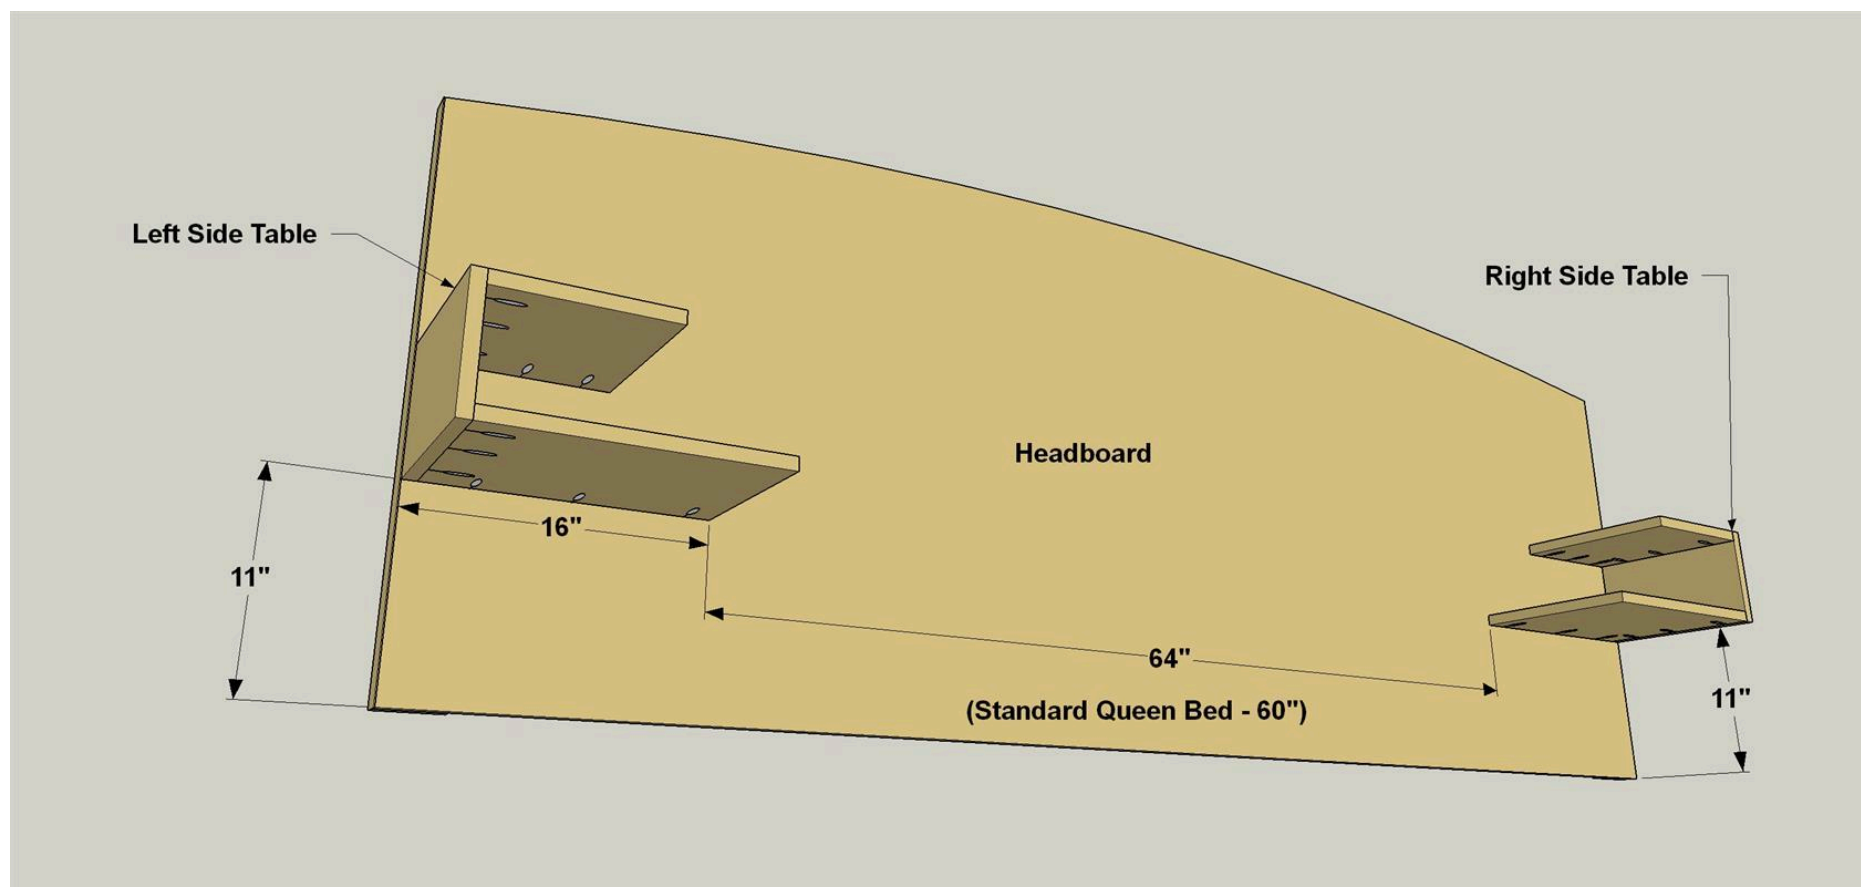 Left Side Table
Right Side Table
Headboard
16"
11"
64"
(Standard Queen Bed - 60")
11"